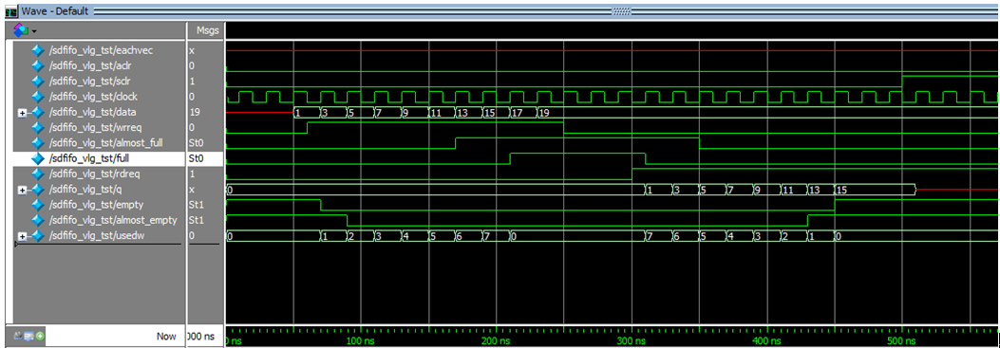 Wave - Default
Msgs
/sdfifo_vlg_tst/eachvec x
/sdfifo_vlg_tst/aclr 0
/sdfifo_vlg_tst/sclr 1
/sdfifo_vlg_tst/clock 0
/sdfifo_vlg_tst/data 19 1 3 5 7 9 11 13 15 17 19
/sdfifo_vlg_tst/wrreq 0
/sdfifo_vlg_tst/almost_full St0
/sdfifo_vlg_tst/full St0
/sdfifo_vlg_tst/rdreq 1
/sdfifo_vlg_tst/q x 0 1 3 5 7 9 11 13 15
/sdfifo_vlg_tst/empty St1
/sdfifo_vlg_tst/almost_empty St1
/sdfifo_vlg_tst/usedw 0 0 1 2 3 4 5 6 7 0 7 6 5 4 3 2 1 0
Now 000 ns ns 100 ns 200 ns 300 ns 400 ns 500 ns